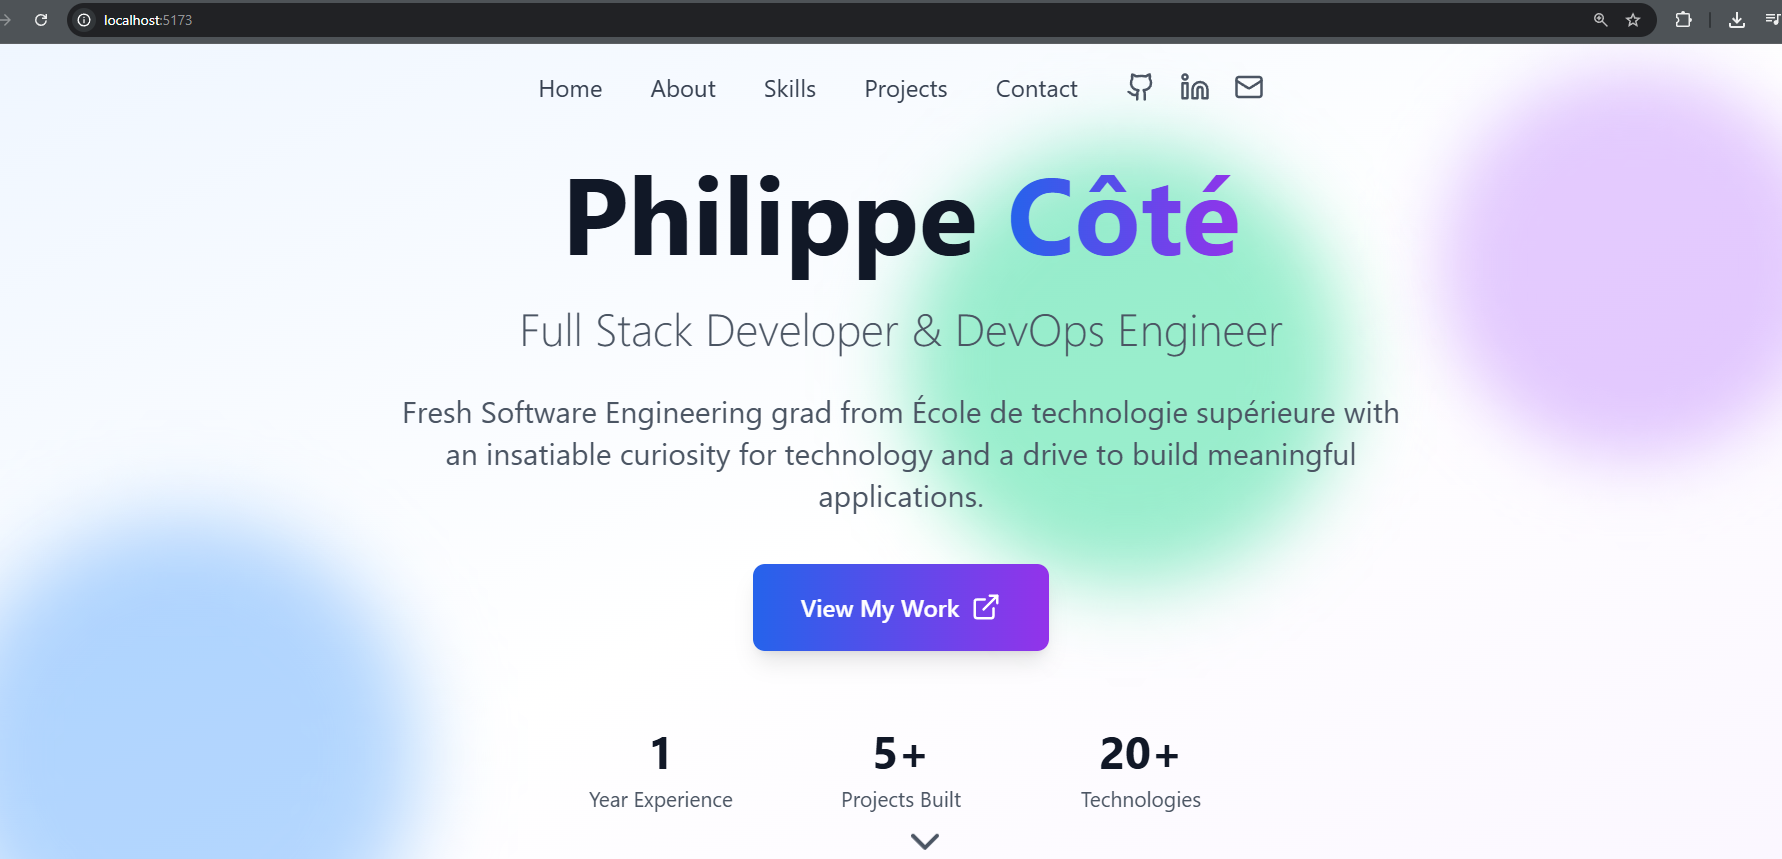 localhost:5173
Home About Skills Projects Contact
Philippe Côté
Full Stack Developer & DevOps Engineer
Fresh Software Engineering grad from École de technologie supérieure with
an insatiable curiosity for technology and a drive to build meaningful
applications.
View My Work
1 5+ 20+
Year Experience Projects Built Technologies